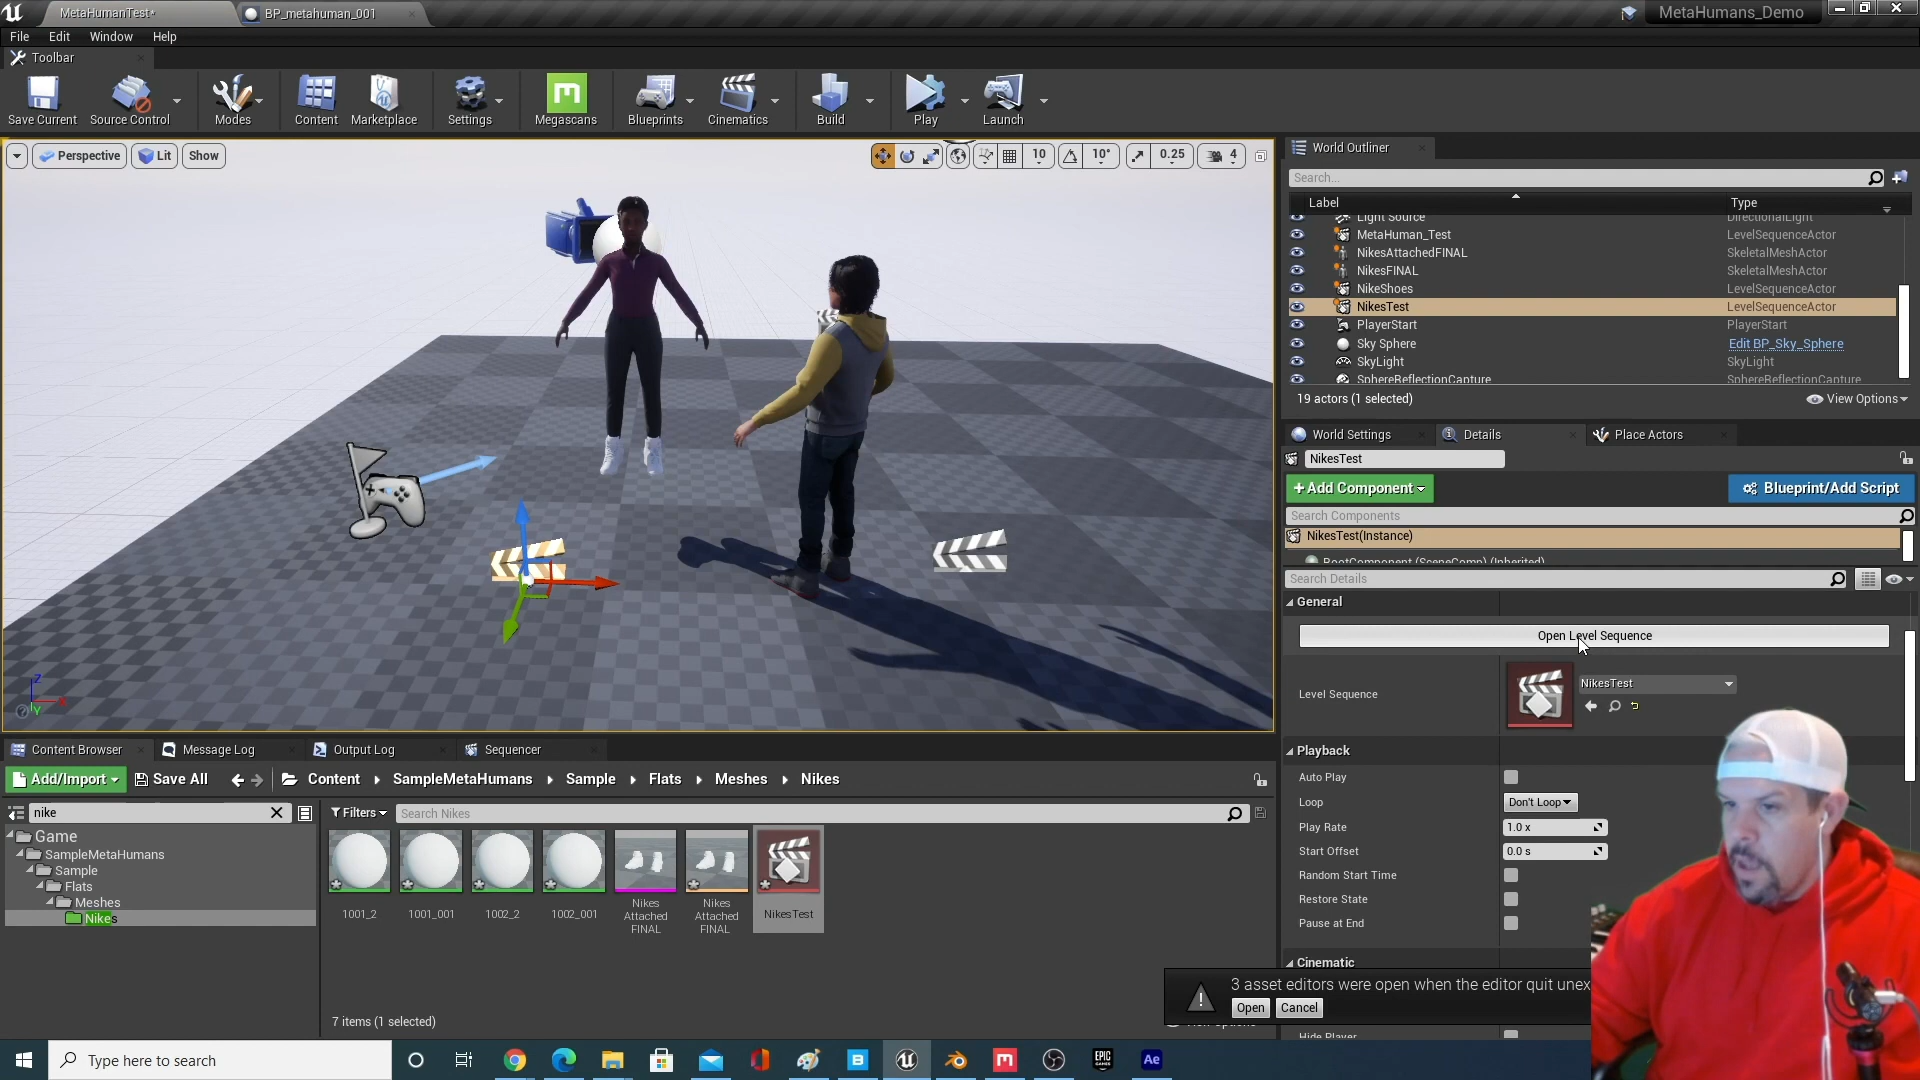 MetaHumanTest*
BP_metahuman_001
MetaHumans_Demo
File Edit Window Help
Toolbar
Save Current Source Control Modes Content Marketplace Settings Megascans Blueprints Cinematics Build Play Launch
Perspective Lit Show
10 10° 0.25 4
World Outliner
Search...
Label Type
Light Source DirectionalLight
MetaHuman_Test LevelSequenceActor
NikesAttachedFINAL SkeletalMeshActor
NikesFINAL SkeletalMeshActor
NikeShoes LevelSequenceActor
NikesTest LevelSequenceActor
PlayerStart PlayerStart
Sky Sphere Edit BP_Sky_Sphere
SkyLight SkyLight
SphereReflectionCapture SphereReflectionCapture
19 actors (1 selected)
View Options
World Settings Details Place Actors
NikesTest
+Add Component Blueprint/Add Script
Search Components
NikesTest(Instance)
RootComponent (SceneComp) (Inherited)
Search Details
General
Open Level Sequence
Level Sequence NikesTest
Playback
Auto Play
Loop Don't Loop
Play Rate 1.0 x
Start Offset 0.0 s
Random Start Time
Restore State
Pause at End
Cinematic
3 asset editors were open when the editor quit unex
Open Cancel
Hide Player
Z
X
Y
Content Browser Message Log Output Log Sequencer
Add/Import Save All Content SampleMetaHumans Sample Flats Meshes Nikes
nike
Filters Search Nikes
Game
SampleMetaHumans
Sample
Flats
Meshes
Nikes
1001_2 1001_001 1002_2 1002_001
Nikes
Attached
FINAL
Nikes
Attached
FINAL
NikesTest
7 items (1 selected)
Type here to search
EPIC
GAMES
Ae